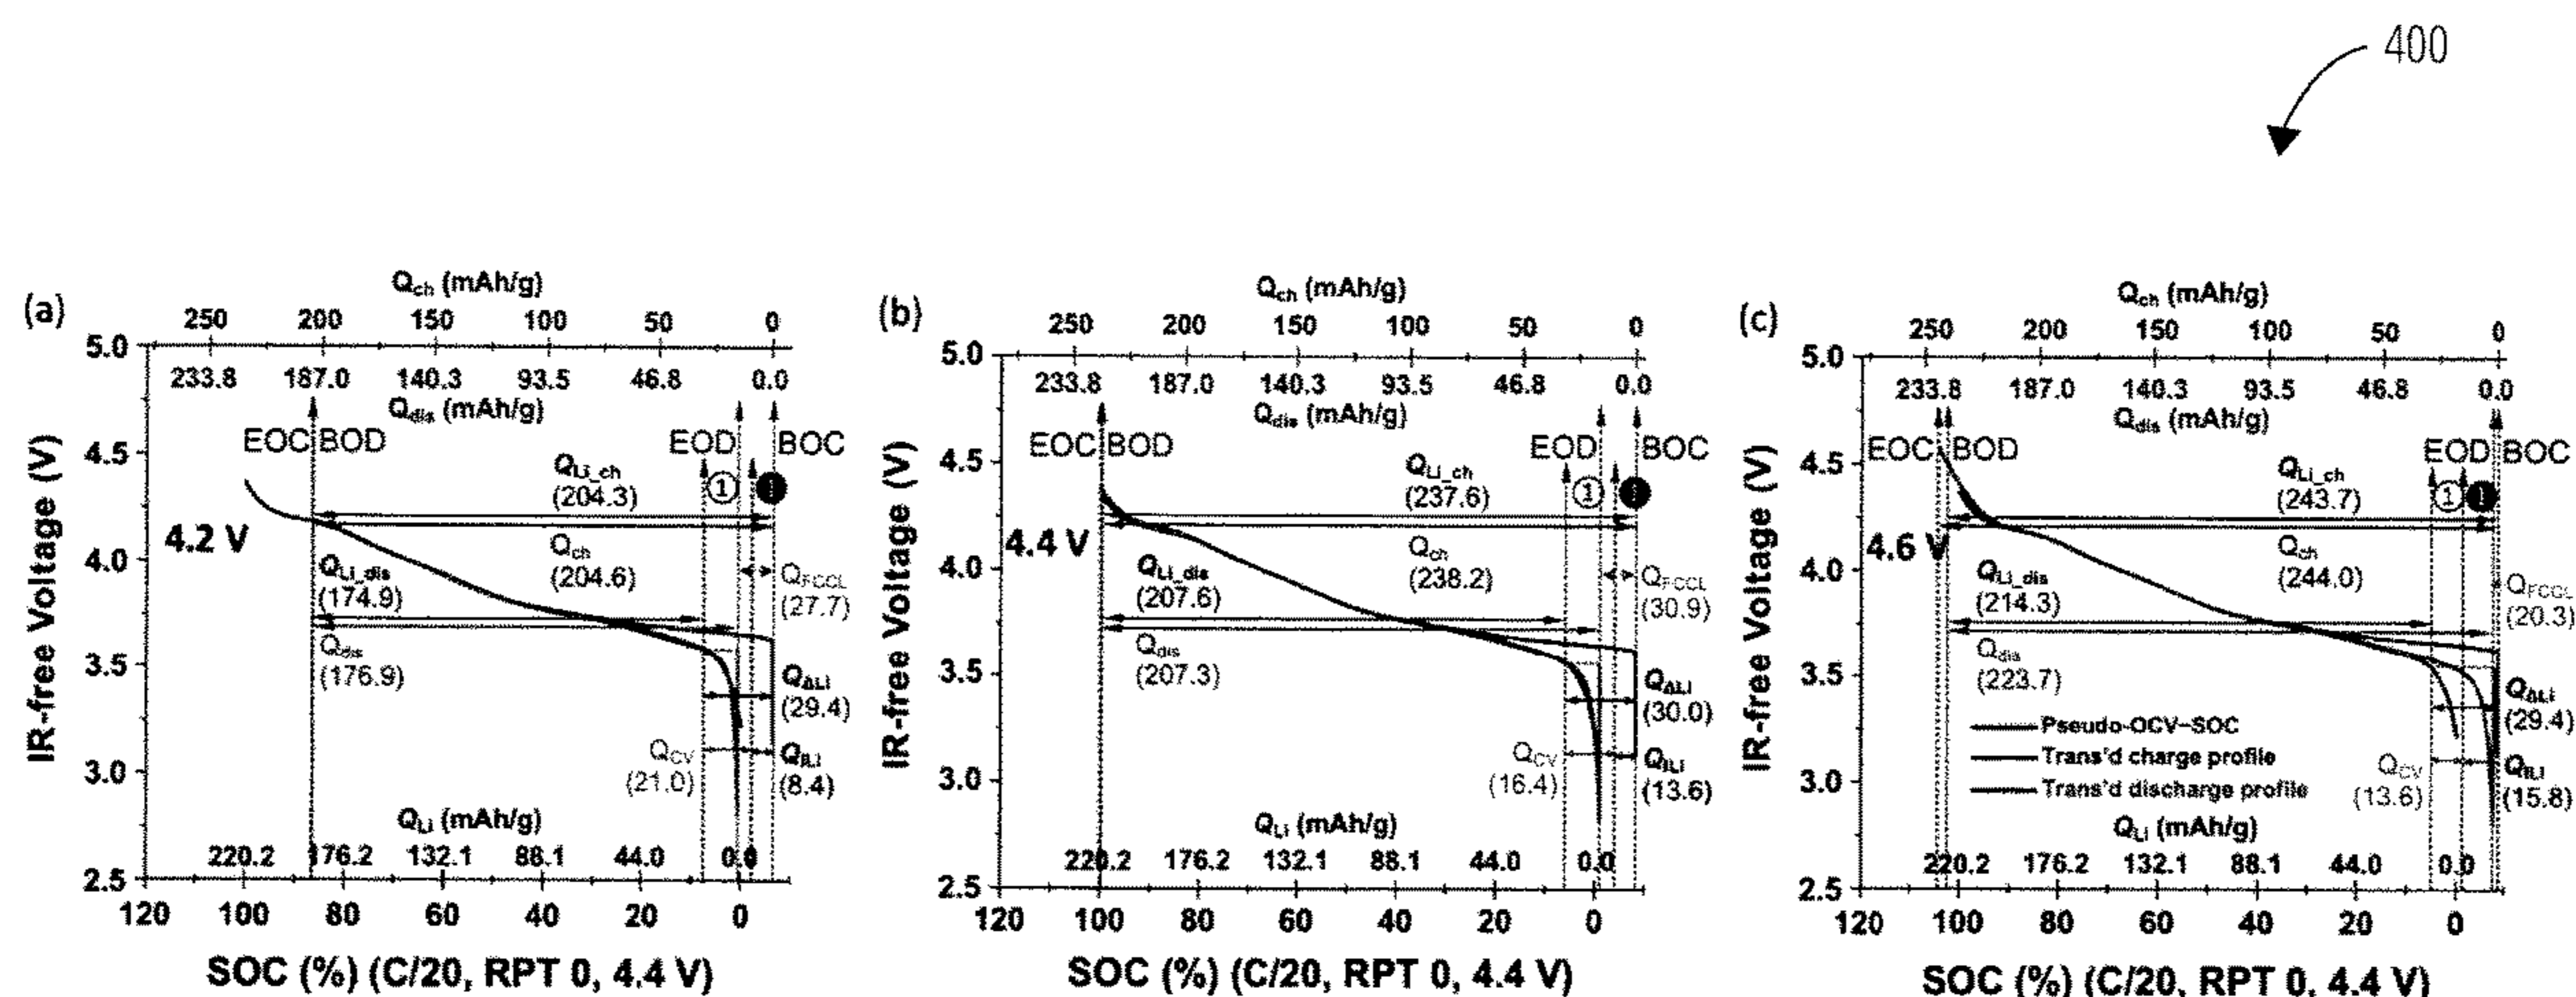 400
(a)
Qch (mAh/g)
250 200 150 100 50 0
233.8 187.0 140.3 93.5 46.8 0.0
Qdis (mAh/g)
EOC BOD EOD BOC
QLi_ch
(204.3)
① ❶
4.2 V
Qch
(204.6)
QLi_dis
(174.9)
QFCCL
(27.7)
Qdis
(176.9)
QΔLi
(29.4)
QCV
(21.0)
QILi
(8.4)
QLi (mAh/g)
220.2 176.2 132.1 88.1 44.0 0.0
IR-free Voltage (V)
5.0
4.5
4.0
3.5
3.0
2.5
120 100 80 60 40 20 0
SOC (%) (C/20, RPT 0, 4.4 V)
(b)
Qch (mAh/g)
250 200 150 100 50 0
233.8 187.0 140.3 93.5 46.8 0.0
Qdis (mAh/g)
EOC BOD EOD BOC
QLi_ch
(237.6)
① ❶
4.4 V
Qch
(238.2)
QLi_dis
(207.6)
QFCCL
(30.9)
Qdis
(207.3)
QΔLi
(30.0)
QCV
(16.4)
QILi
(13.6)
QLi (mAh/g)
220.2 176.2 132.1 88.1 44.0 0.0
IR-free Voltage (V)
5.0
4.5
4.0
3.5
3.0
2.5
120 100 80 60 40 20 0
SOC (%) (C/20, RPT 0, 4.4 V)
(c)
Qch (mAh/g)
250 200 150 100 50 0
233.8 187.0 140.3 93.5 46.8 0.0
Qdis (mAh/g)
EOC BOD EOD BOC
QLi_ch
(243.7)
① ❶
4.6 V
Qch
(244.0)
QLi_dis
(214.3)
QFCCL
(20.3)
Qdis
(223.7)
QΔLi
(29.4)
Pseudo-OCV–SOC
Trans'd charge profile
Trans'd discharge profile
QCV
(13.6)
QILi
(15.8)
QLi (mAh/g)
220.2 176.2 132.1 88.1 44.0 0.0
IR-free Voltage (V)
5.0
4.5
4.0
3.5
3.0
2.5
120 100 80 60 40 20 0
SOC (%) (C/20, RPT 0, 4.4 V)